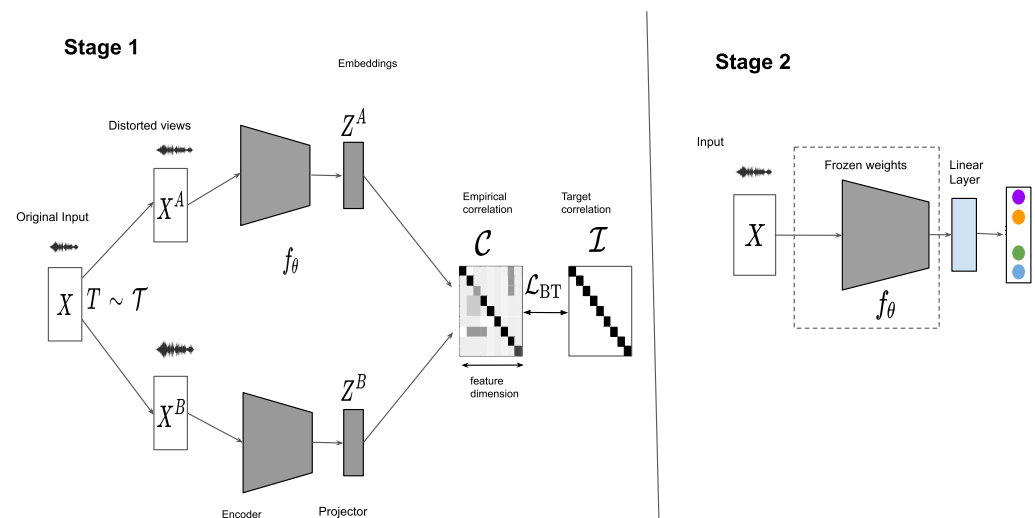 Stage 1
Embeddings
Distorted views
Z^A
X^A
Original Input
f_θ
X
T ∼ 𝒯
Empirical
correlation
𝒞
Target
correlation
ℐ
ℒ_BT
feature
dimension
X^B
Z^B
Encoder
Projector
Stage 2
Input
Frozen weights
Linear
Layer
X
f_θ